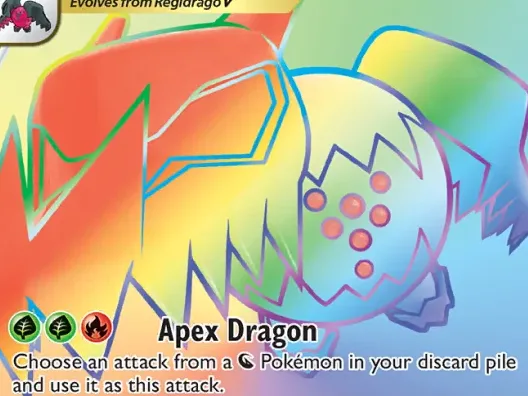 Evolves from Regidrago V
Apex Dragon
Choose an attack from a Pokémon in your discard pile
and use it as this attack.